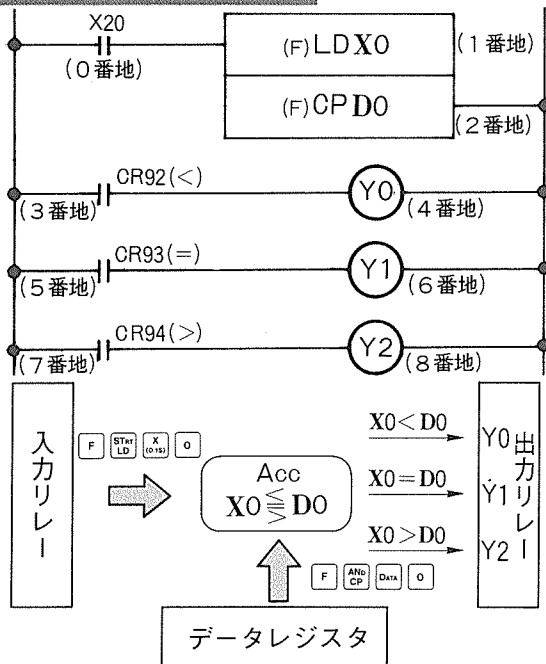 X20
(F)LDX0
(1番地)
(0番地)
(F)CPD0
(2番地)
CR92(<)
Y0
(3番地)
(4番地)
CR93(=)
Y1
(5番地)
(6番地)
CR94(>)
Y2
(7番地)
(8番地)
入力リレー
F STRT LD X (0.1S) 0
Acc
X0≦>D0
X0<D0
Y0
X0=D0
Y1
X0>D0
Y2
出力リレー
F AND CP DATA 0
データレジスタ